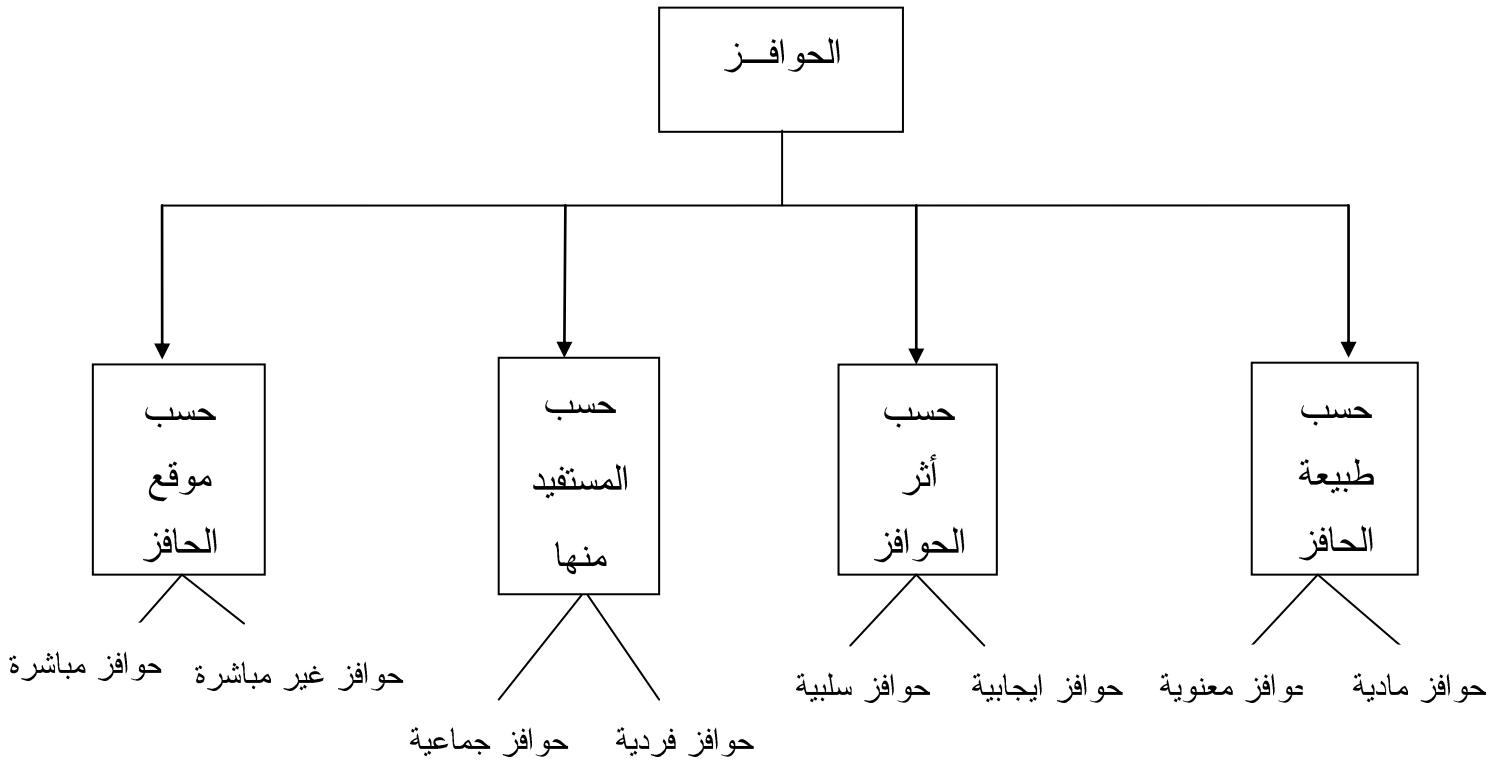 الحوافـــز
حسب
طبيعة
الحافز
حسب
أثر
الحوافز
حسب
المستفيد
منها
حسب
موقع
الحافز
حوافز مادية
حوافز معنوية
حوافز ايجابية
حوافز سلبية
حوافز فردية
حوافز جماعية
حوافز غير مباشرة
حوافز مباشرة